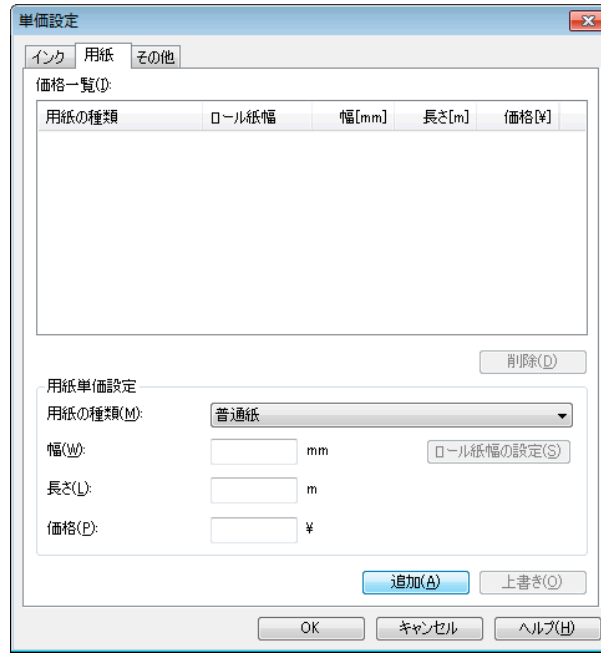 単価設定
インク 用紙 その他
価格一覧(I):
用紙の種類 ロール紙幅 幅[mm] 長さ[m] 価格[¥]
削除(D)
用紙単価設定
用紙の種類(M): 普通紙
幅(W): mm ロール紙幅の設定(S)
長さ(L): m
価格(P): ¥
追加(A) 上書き(O)
OK キャンセル ヘルプ(H)